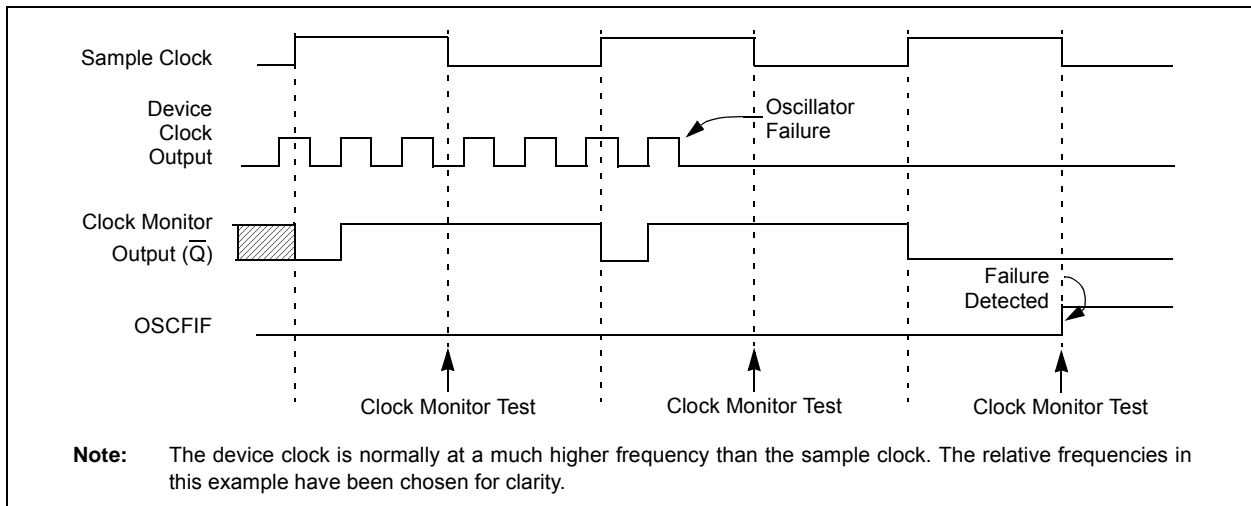 Sample Clock
Device
Clock
Output
Oscillator
Failure
Clock Monitor
Output (Q̅)
Failure
Detected
OSCFIF
Clock Monitor Test
Clock Monitor Test
Clock Monitor Test
Note: The device clock is normally at a much higher frequency than the sample clock. The relative frequencies in
this example have been chosen for clarity.